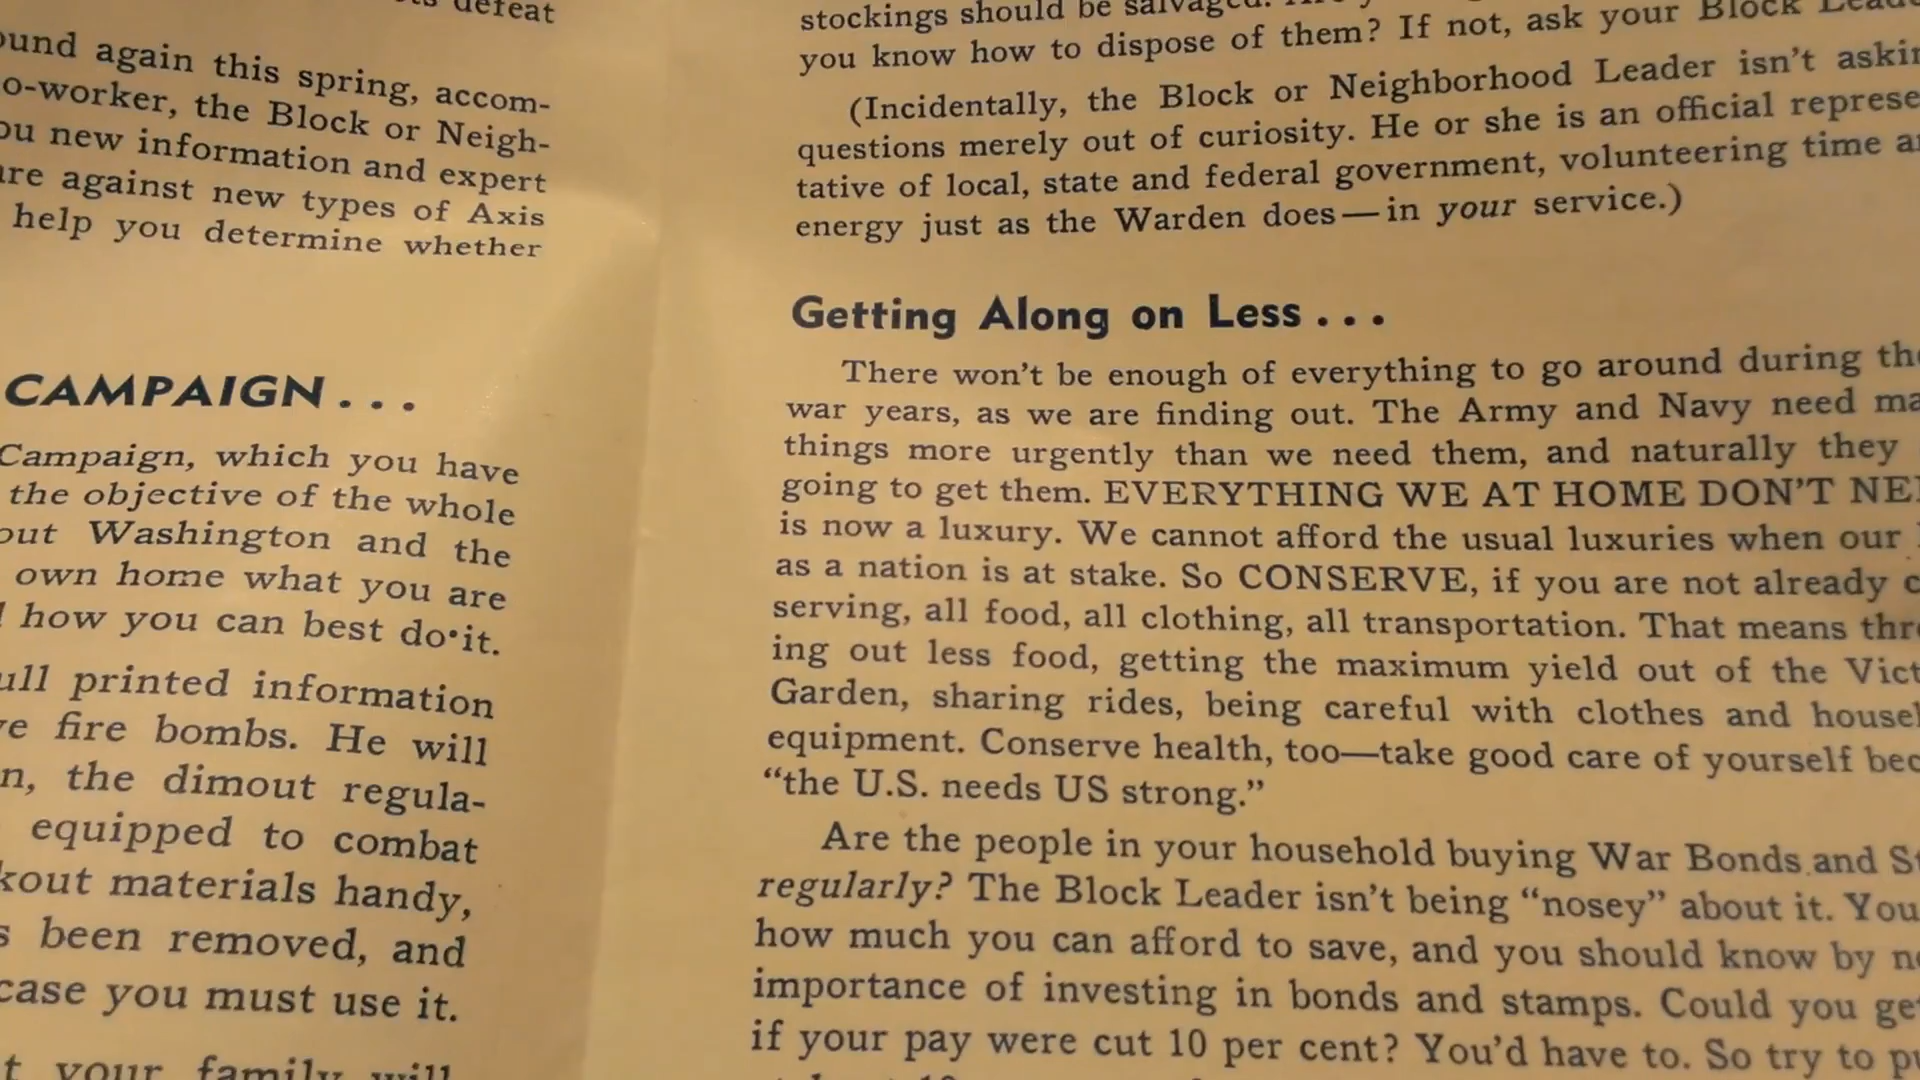 defeat
ound again this spring, accom-
o-worker, the Block or Neigh-
ou new information and expert
are against new types of Axis
help you determine whether
CAMPAIGN...
Campaign, which you have
the objective of the whole
out Washington and the
own home what you are
how you can best do it.
ull printed information
ve fire bombs. He will
n, the dimout regula-
equipped to combat
kout materials handy,
s been removed, and
case you must use it.
t your family will
stockings should be salvaged.
you know how to dispose of them? If not, ask your Block Leade
(Incidentally, the Block or Neighborhood Leader isn't askin
questions merely out of curiosity. He or she is an official represe
tative of local, state and federal government, volunteering time a
energy just as the Warden does—in your service.)
Getting Along on Less...
There won't be enough of everything to go around during the
war years, as we are finding out. The Army and Navy need ma
things more urgently than we need them, and naturally they
going to get them. EVERYTHING WE AT HOME DON'T NEE
is now a luxury. We cannot afford the usual luxuries when our
as a nation is at stake. So CONSERVE, if you are not already c
serving, all food, all clothing, all transportation. That means thro
ing out less food, getting the maximum yield out of the Vict
Garden, sharing rides, being careful with clothes and househ
equipment. Conserve health, too—take good care of yourself bec
“the U.S. needs US strong.”
Are the people in your household buying War Bonds and St
regularly? The Block Leader isn't being “nosey” about it. You
how much you can afford to save, and you should know by no
importance of investing in bonds and stamps. Could you get
if your pay were cut 10 per cent? You'd have to. So try to pu